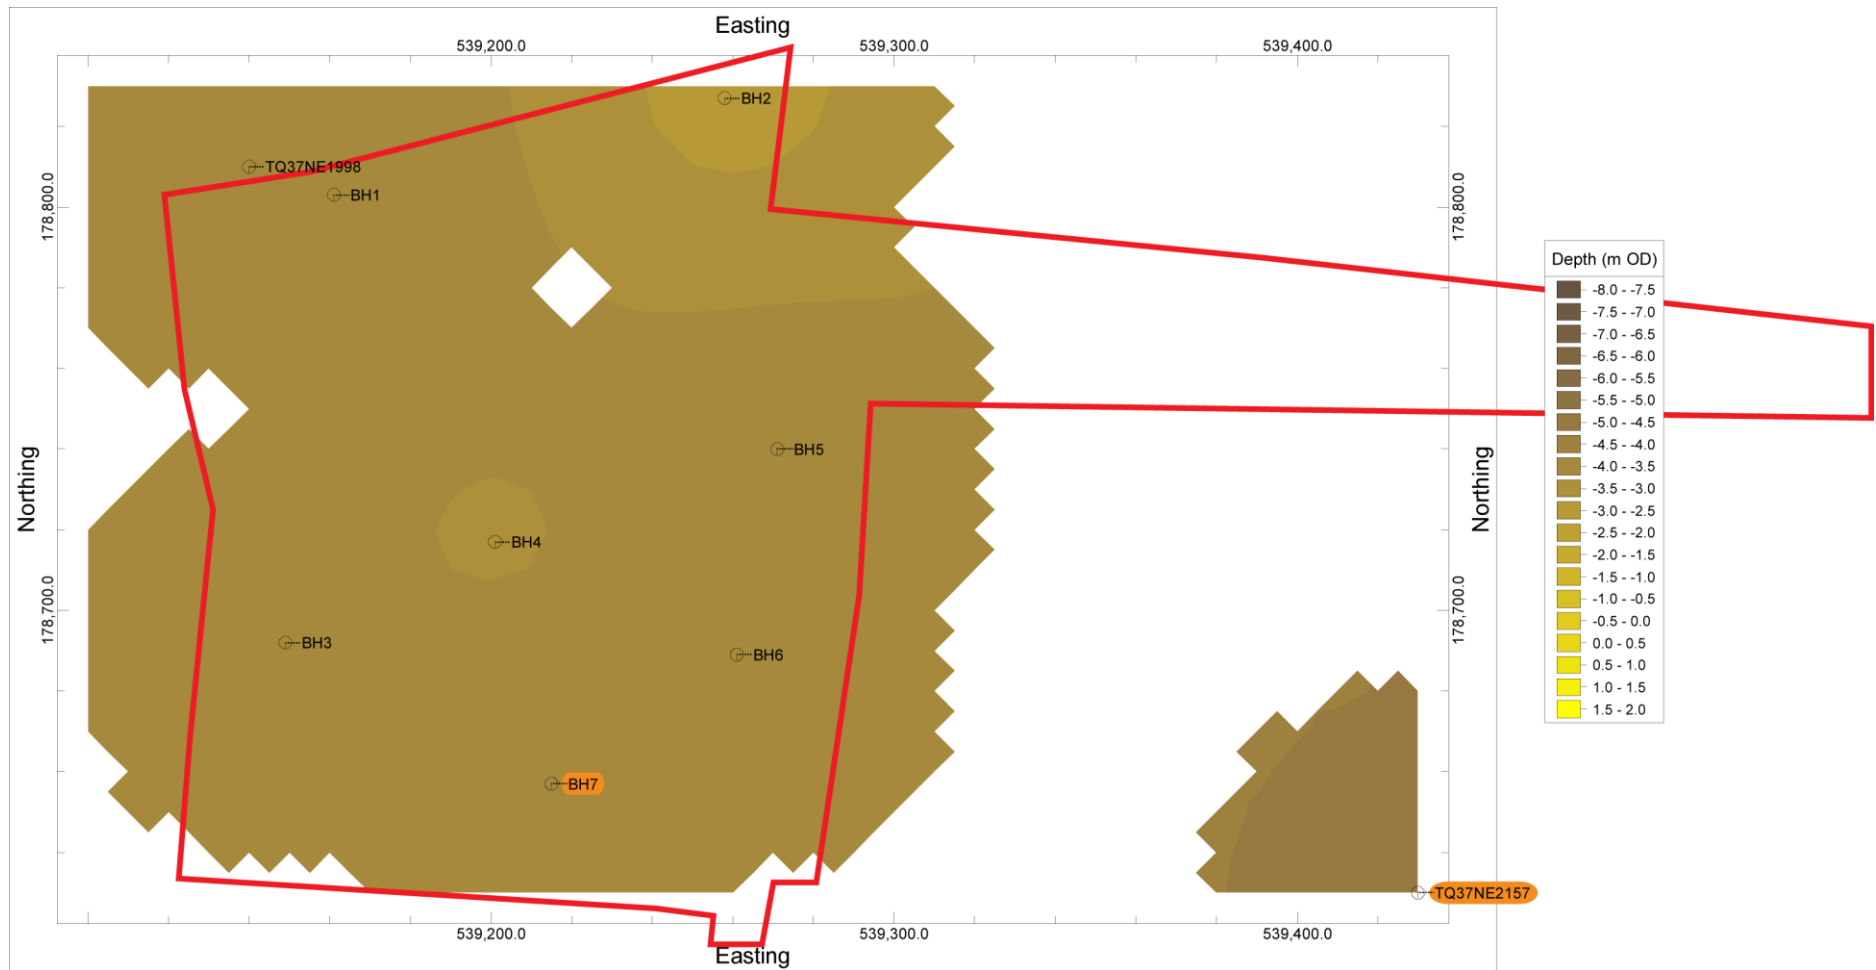 Easting
539,200.0
539,300.0
539,400.0
BH2
TQ37NE1998
BH1
178,800.0
178,800.0
Depth (m OD)
-8.0 - -7.5
-7.5 - -7.0
-7.0 - -6.5
-6.5 - -6.0
-6.0 - -5.5
-5.5 - -5.0
-5.0 - -4.5
-4.5 - -4.0
-4.0 - -3.5
-3.5 - -3.0
-3.0 - -2.5
-2.5 - -2.0
-2.0 - -1.5
-1.5 - -1.0
-1.0 - -0.5
-0.5 - 0.0
0.0 - 0.5
0.5 - 1.0
1.0 - 1.5
1.5 - 2.0
BH5
Northing
Northing
BH4
178,700.0
178,700.0
BH3
BH6
BH7
TQ37NE2157
539,200.0
539,300.0
539,400.0
Easting